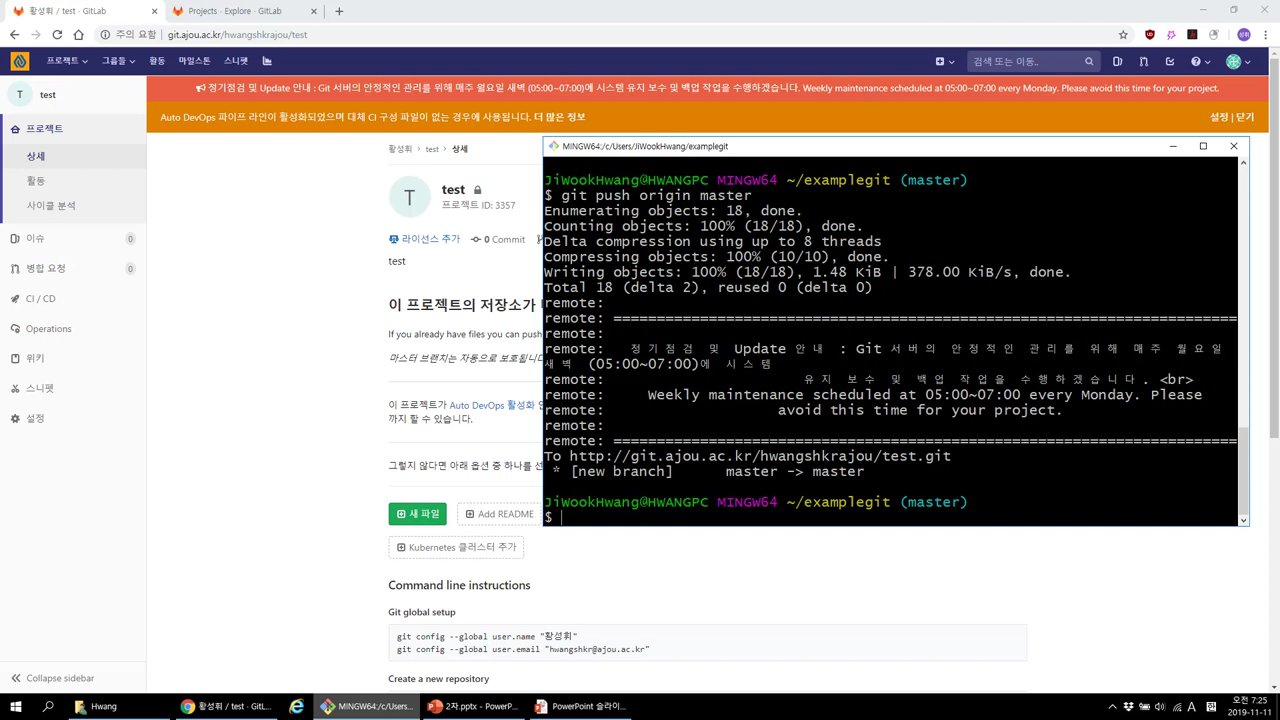 황성휘 / test · GitLab
Projects · Explore · GitLab
주의 요함
git.ajou.ac.kr/hwangshkrajou/test
프로젝트
그룹들
활동
마일스톤
스니펫
검색 또는 이동..
T test
정기점검 및 Update 안내 : Git 서버의 안정적인 관리를 위해 매주 월요일 새벽 (05:00~07:00)에 시스템 유지 보수 및 백업 작업을 수행하겠습니다. Weekly maintenance scheduled at 05:00~07:00 every Monday. Please avoid this time for your project.
Auto DevOps 파이프 라인이 활성화되었으며 대체 CI 구성 파일이 없는 경우에 사용됩니다. 더 많은 정보
설정 | 닫기
프로젝트
상세
활동
사이클 분석
이슈 0
병합 요청 0
CI / CD
Operations
위키
스니펫
설정
Collapse sidebar
황성휘 > test > 상세
T test
프로젝트 ID: 3357
라이선스 추가
0 Commit
test
이 프로젝트의 저장소가
If you already have files you can push
마스터 브랜치는 자동으로 보호됩니다
이 프로젝트가 Auto DevOps 활성화
까지 할 수 있습니다.
그렇지 않다면 아래 옵션 중 하나를 선
새 파일
Add README
Kubernetes 클러스터 추가
Command line instructions
Git global setup
git config --global user.name "황성휘"
git config --global user.email "hwangshkr@ajou.ac.kr"
Create a new repository
MINGW64:/c/Users/JiWookHwang/examplegit
JiWookHwang@HWANGPC MINGW64 ~/examplegit (master)
$ git push origin master
Enumerating objects: 18, done.
Counting objects: 100% (18/18), done.
Delta compression using up to 8 threads
Compressing objects: 100% (10/10), done.
Writing objects: 100% (18/18), 1.48 KiB | 378.00 KiB/s, done.
Total 18 (delta 2), reused 0 (delta 0)
remote:
remote: =============================================================================
remote:
remote: 정기점검 및 Update 안내 : Git 서버의 안정적인 관리를 위해 매주 월요일
새벽 (05:00~07:00)에 시스템
remote: 유지 보수 및 백업 작업을 수행하겠습니다. <br>
remote: Weekly maintenance scheduled at 05:00~07:00 every Monday. Please
remote: avoid this time for your project.
remote:
remote: =============================================================================
To http://git.ajou.ac.kr/hwangshkrajou/test.git
* [new branch] master -> master
JiWookHwang@HWANGPC MINGW64 ~/examplegit (master)
$
Hwang
황성휘 / test · GitL...
MINGW64:/c/Users...
2차.pptx - PowerP...
PowerPoint 슬라이...
A
오전 7:25
2019-11-11